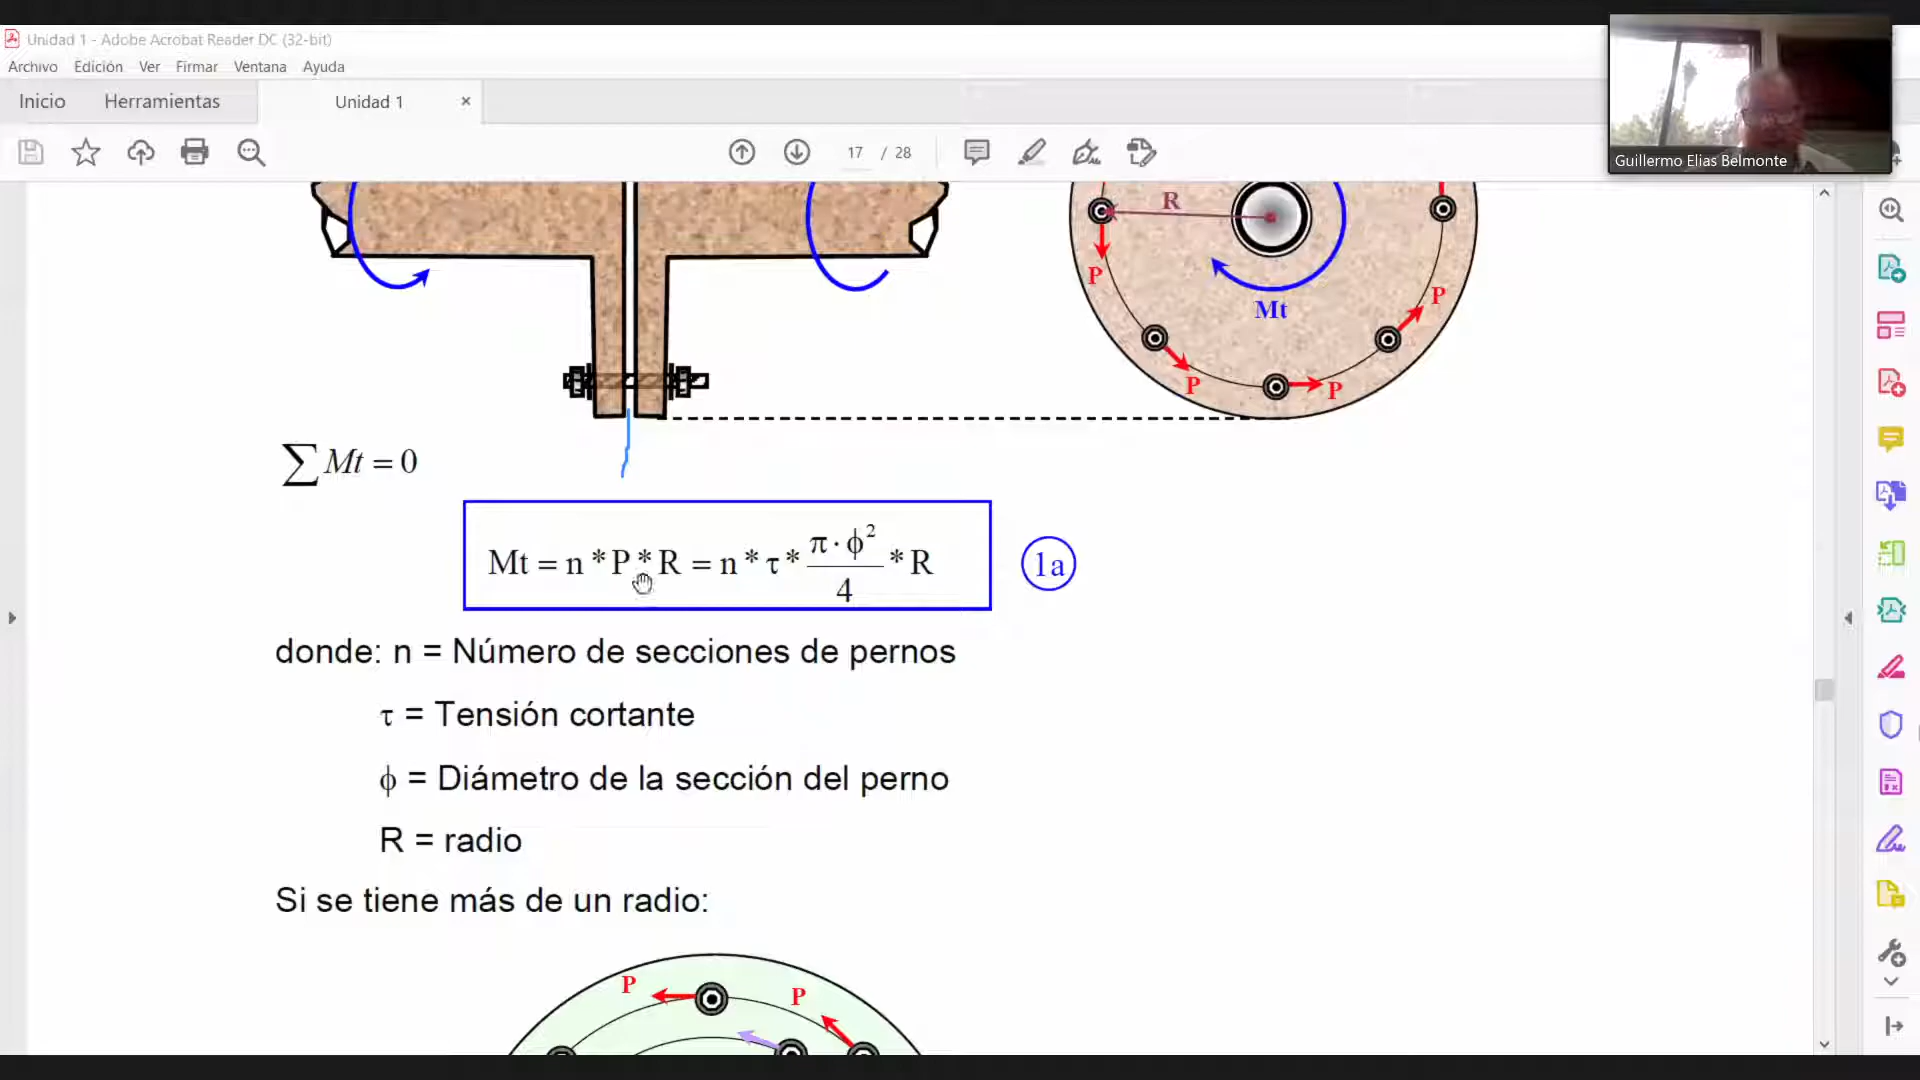 Unidad 1 - Adobe Acrobat Reader DC (32-bit)
Archivo Edición Ver Firmar Ventana Ayuda
Inicio Herramientas Unidad 1 ×
17 / 28
Guillermo Elias Belmonte
R
P
Mt
P
P
P
∑ Mt = 0
Mt = n * P * R = n * τ * (π · ϕ²)/4 * R
1a
donde: n = Número de secciones de pernos
τ = Tensión cortante
ϕ = Diámetro de la sección del perno
R = radio
Si se tiene más de un radio:
P
P